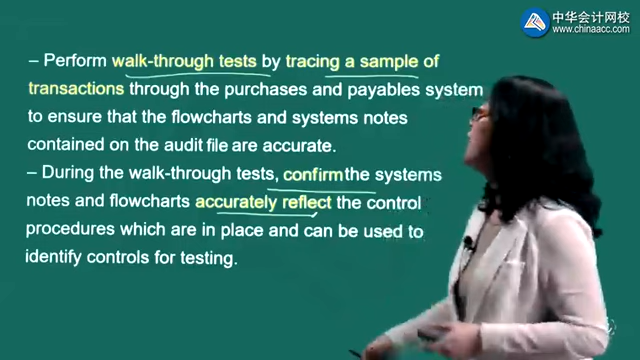 中华会计网校
www.chinaacc.com
– Perform walk-through tests by tracing a sample of
transactions through the purchases and payables system
to ensure that the flowcharts and systems notes
contained on the audit file are accurate.
– During the walk-through tests, confirm the systems
notes and flowcharts accurately reflect the control
procedures which are in place and can be used to
identify controls for testing.